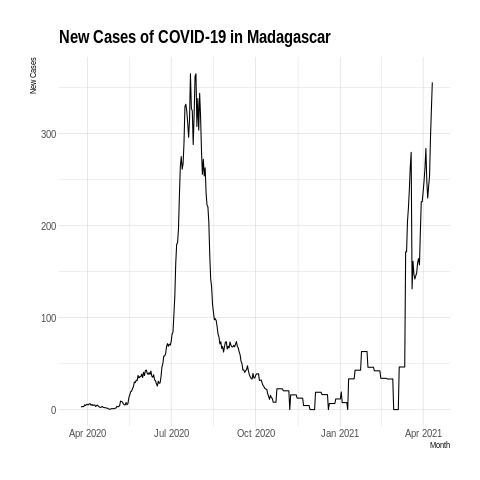 New Cases of COVID-19 in Madagascar
New Cases
300
200
100
0
Apr 2020 Jul 2020 Oct 2020 Jan 2021 Apr 2021
Month